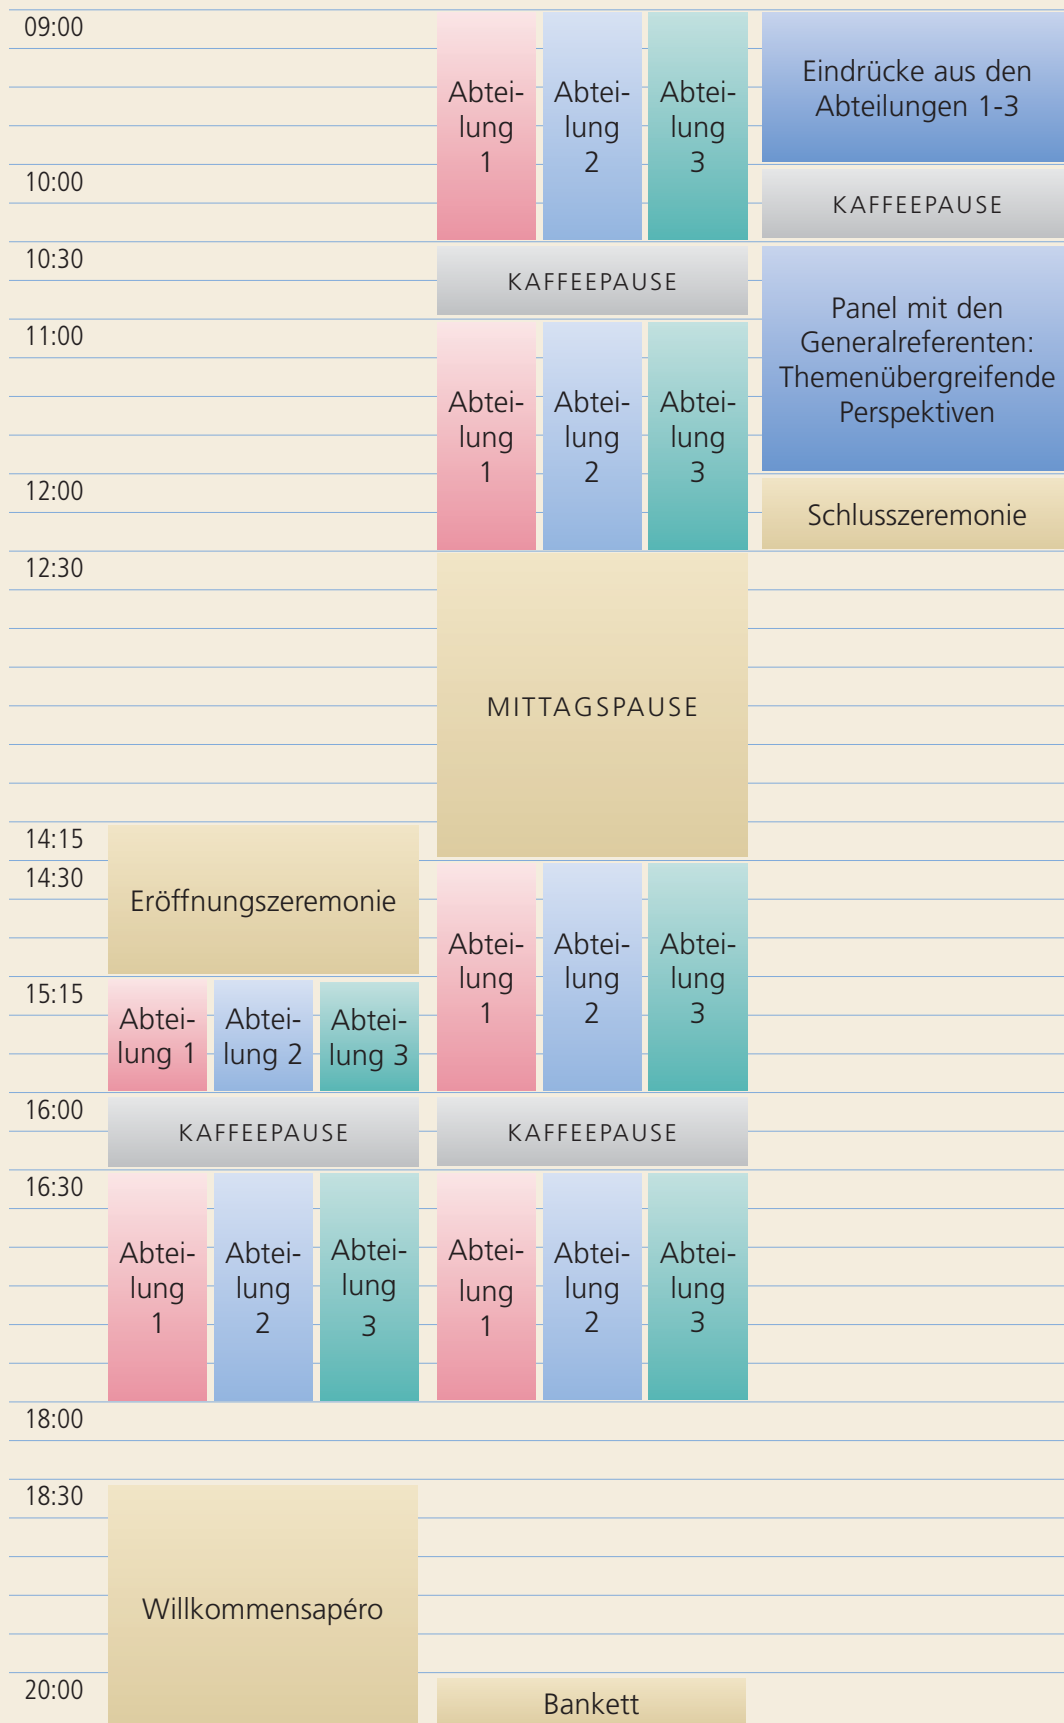 09:00
Abtei-
lung
1
Abtei-
lung
2
Abtei-
lung
3
Eindrücke aus den
Abteilungen 1-3
10:00
KAFFEEPAUSE
10:30
KAFFEEPAUSE
Panel mit den
Generalreferenten:
Themenübergreifende
Perspektiven
11:00
Abtei-
lung
1
Abtei-
lung
2
Abtei-
lung
3
12:00
Schlusszeremonie
12:30
MITTAGSPAUSE
14:15
Eröffnungszeremonie
14:30
Abtei-
lung
1
Abtei-
lung
2
Abtei-
lung
3
15:15
Abtei-
lung 1
Abtei-
lung 2
Abtei-
lung 3
16:00
KAFFEEPAUSE
KAFFEEPAUSE
16:30
Abtei-
lung
1
Abtei-
lung
2
Abtei-
lung
3
Abtei-
lung
1
Abtei-
lung
2
Abtei-
lung
3
18:00
18:30
Willkommensapéro
20:00
Bankett